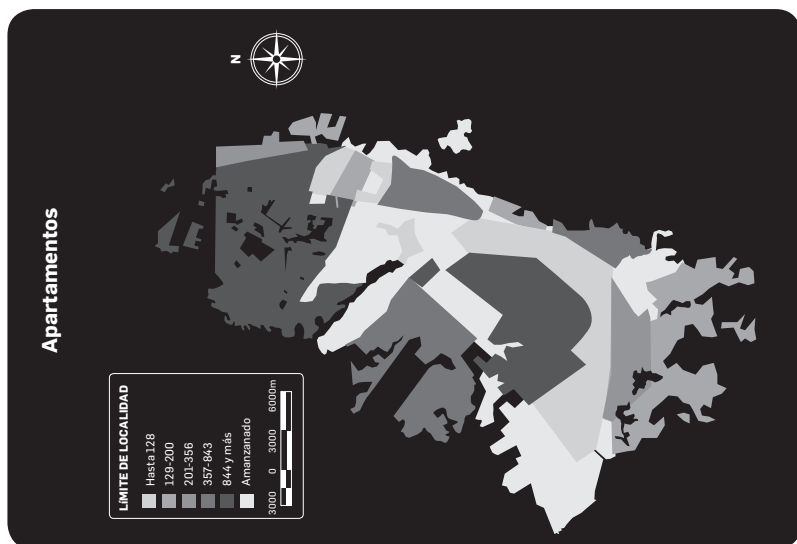 Apartamentos
N
LÍMITE DE LOCALIDAD
Hasta 128
129-200
201-356
357-843
844 y más
Amanzanado
3000 0 3000 6000m